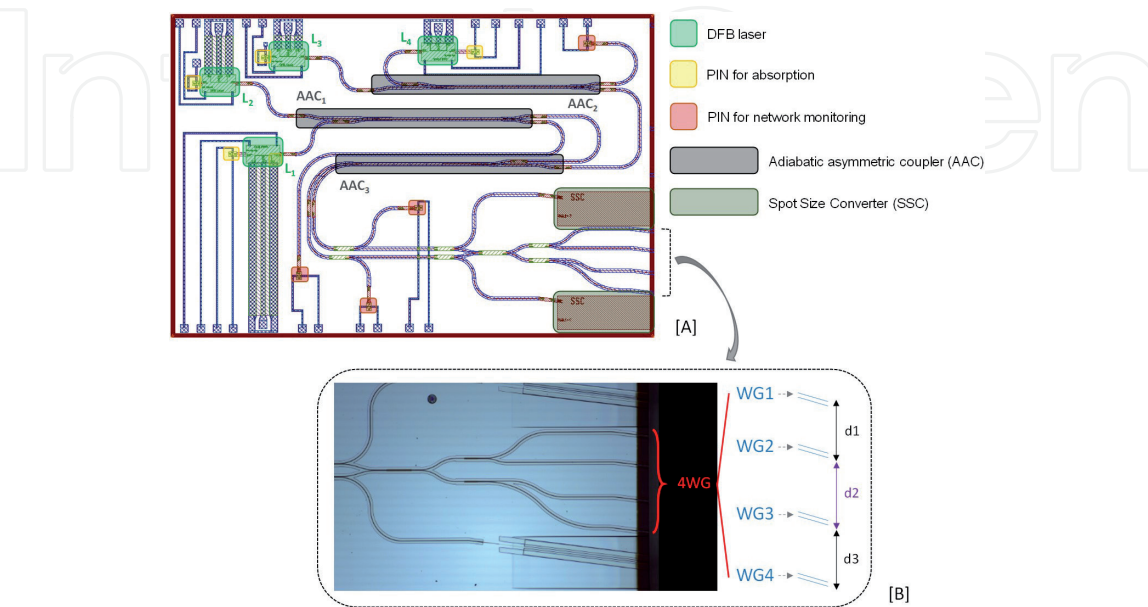 L3
L4
DFB laser
PIN for absorption
L2
AAC1
AAC2
PIN for network monitoring
L1
Adiabatic asymmetric coupler (AAC)
AAC3
SSC
Spot Size Converter (SSC)
SSC
[A]
WG1
d1
WG2
4WG
d2
WG3
d3
WG4
[B]